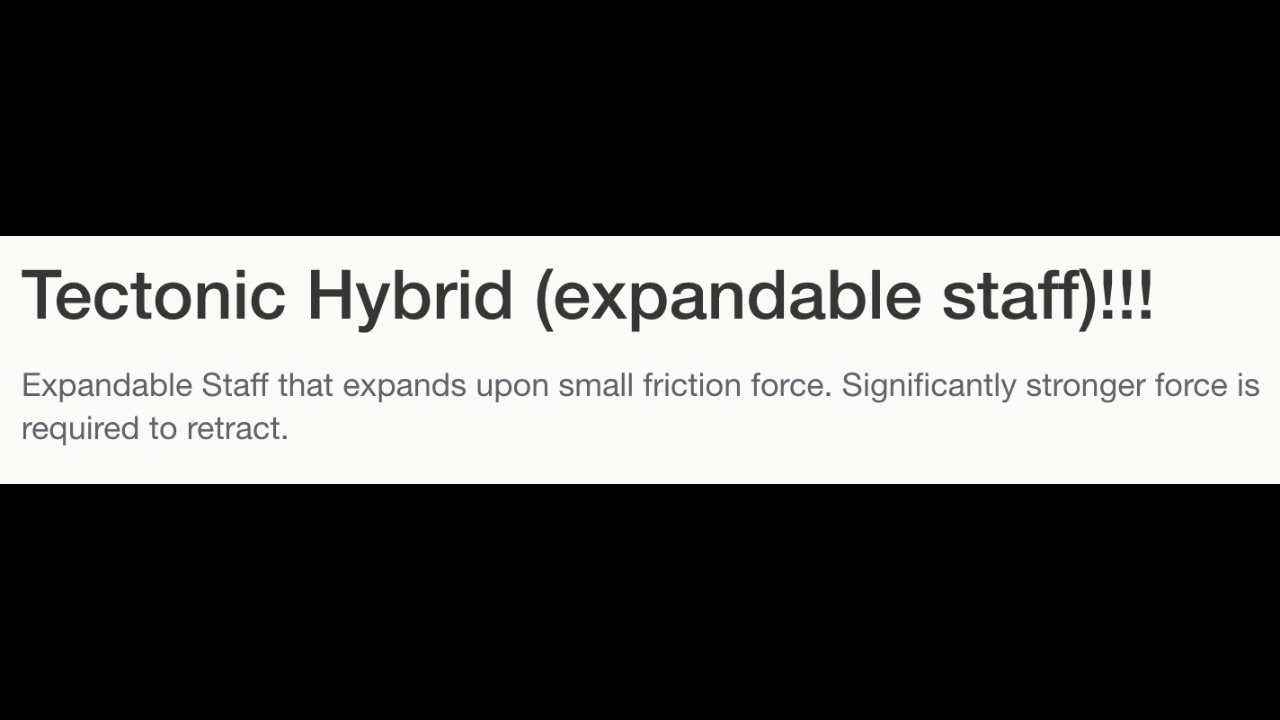 Tectonic Hybrid (expandable staff)!!!
Expandable Staff that expands upon small friction force. Significantly stronger force is
required to retract.